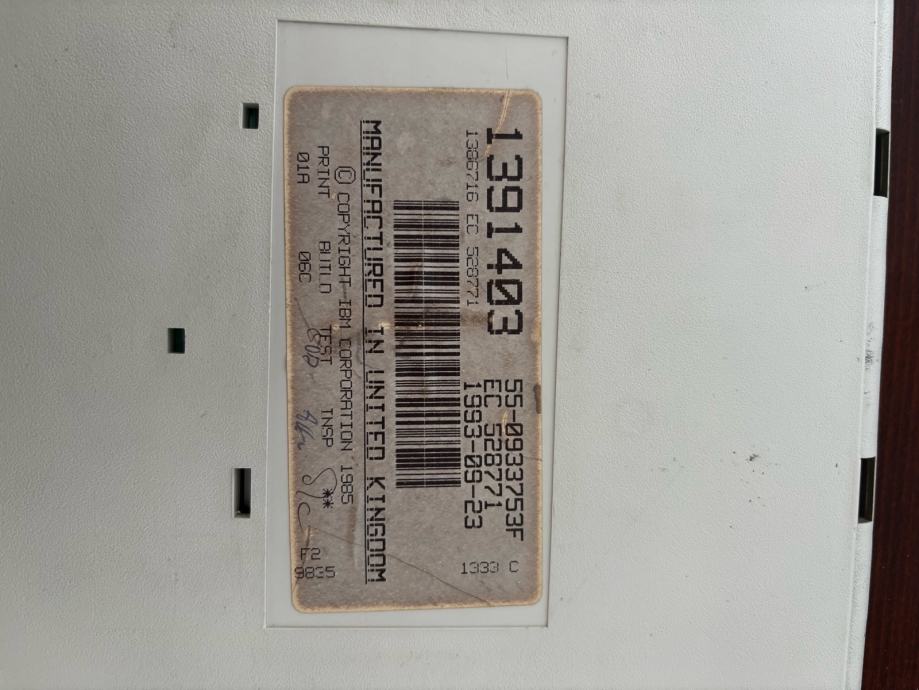 1391403
1386716 EC 528771
55-0933753F
EC 528771
1993-09-23
1333 C
MANUFACTURED IN UNITED KINGDOM
© COPYRIGHT IBM CORPORATION 1985
PRINT BUILD TEST INSP **
01A 06C
F2
9835